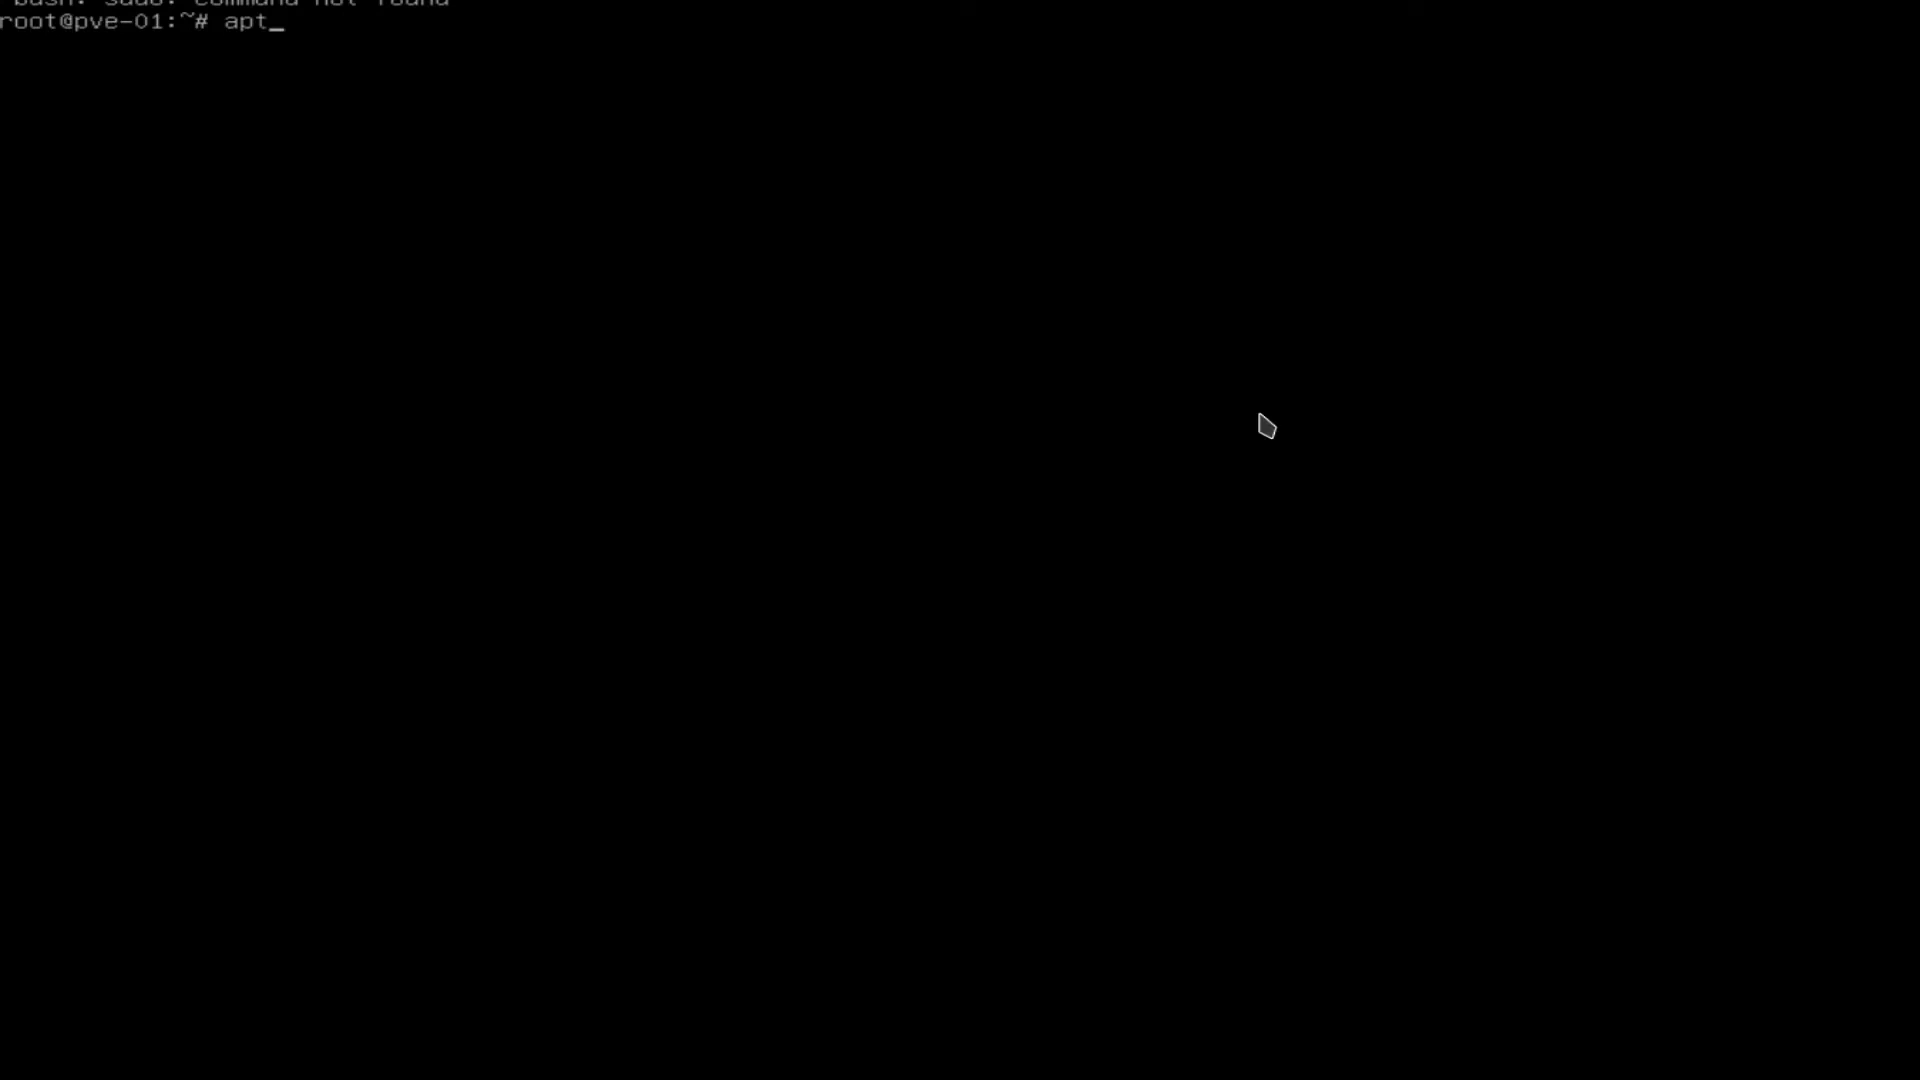 bash: sudo: command not found
root@pve-01:~# apt_